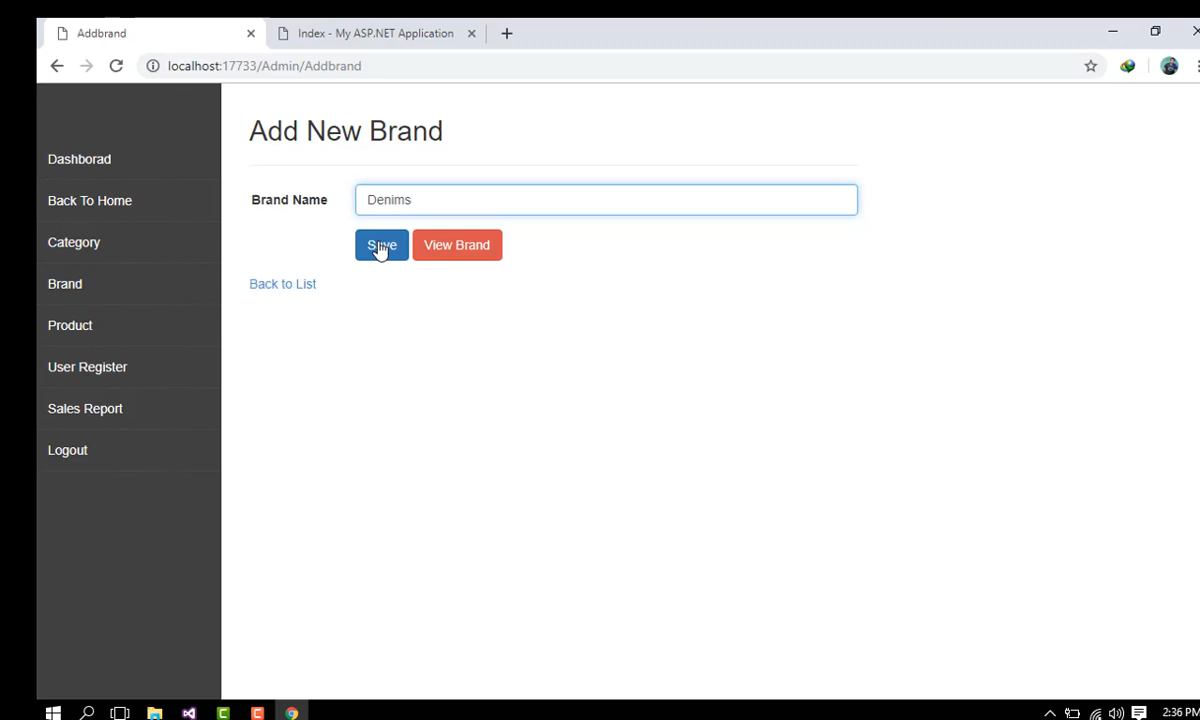 Addbrand
Index - My ASP.NET Application
localhost:17733/Admin/Addbrand
Dashborad
Back To Home
Category
Brand
Product
User Register
Sales Report
Logout
Add New Brand
Brand Name
Denims
Save View Brand
Back to List
2:36 PM